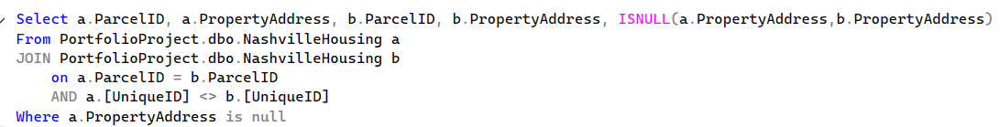 Select a.ParcelID, a.PropertyAddress, b.ParcelID, b.PropertyAddress, ISNULL(a.PropertyAddress,b.PropertyAddress)
From PortfolioProject.dbo.NashvilleHousing a
JOIN PortfolioProject.dbo.NashvilleHousing b
    on a.ParcelID = b.ParcelID
    AND a.[UniqueID] <> b.[UniqueID]
Where a.PropertyAddress is null